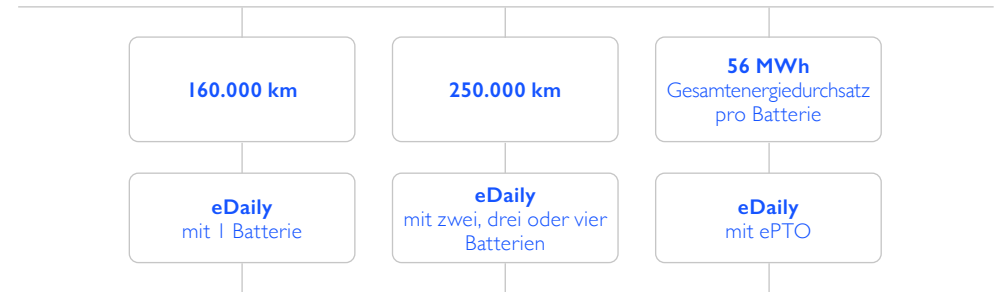 160.000 km
250.000 km
56 MWh
Gesamtenergiedurchsatz
pro Batterie
eDaily
mit 1 Batterie
eDaily
mit zwei, drei oder vier
Batterien
eDaily
mit ePTO